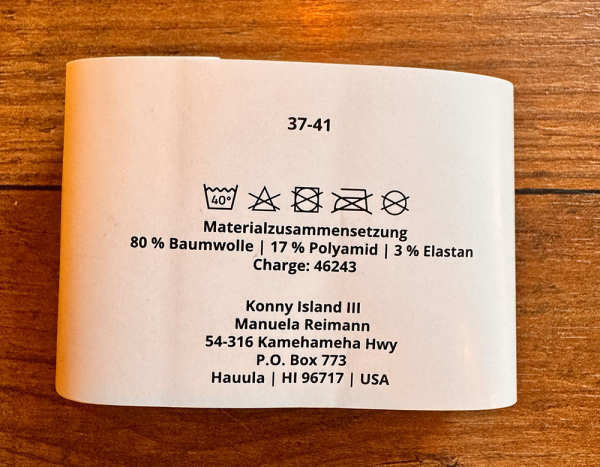 37-41
40°
Materialzusammensetzung
80 % Baumwolle | 17 % Polyamid | 3 % Elastan
Charge: 46243
Konny Island III
Manuela Reimann
54-316 Kamehameha Hwy
P.O. Box 773
Hauula | HI 96717 | USA